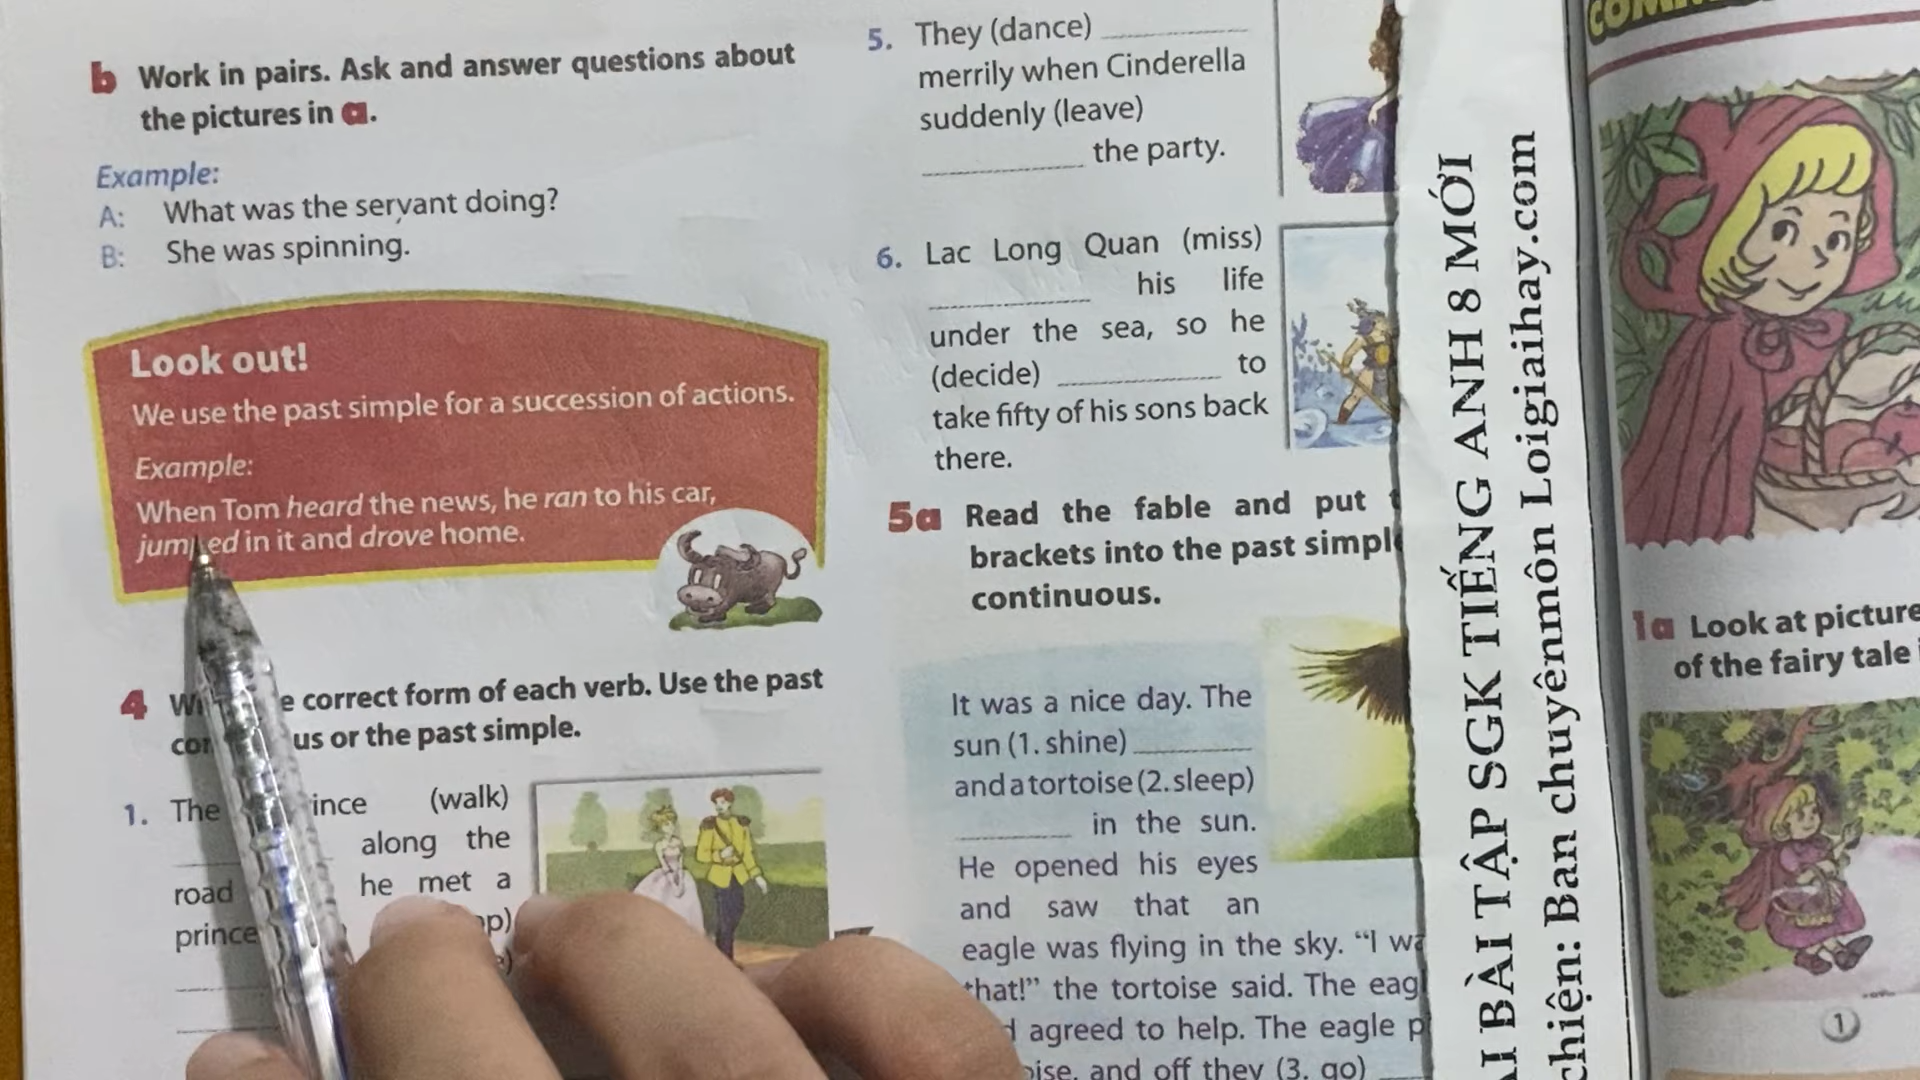 b Work in pairs. Ask and answer questions about
the pictures in a.
Example:
A: What was the servant doing?
B: She was spinning.
Look out!
We use the past simple for a succession of actions.
Example:
When Tom heard the news, he ran to his car,
in it and drove home.
4 correct form of each verb. Use the past
or the past simple.
1. The (walk)
along the
road he met a
prince
5. They (dance)
merrily when Cinderella
suddenly (leave)
the party.
6. Lac Long Quan (miss)
his life
under the sea, so he
(decide) to
take fifty of his sons back
there.
5a Read the fable and put
brackets into the past
continuous.
It was a nice day. The
sun (1. shine)
and a tortoise (2. sleep)
in the sun.
He opened his eyes
and saw that an
eagle was flying in the sky. “I
that!” the tortoise said. The
agreed to help. The eagle
and off they (3. go)
BÀI TẬP SGK TIẾNG ANH 8 MỚI
Ban chuyênmôn Loigiaihay.com
1a Look at
of the fairy tale
1